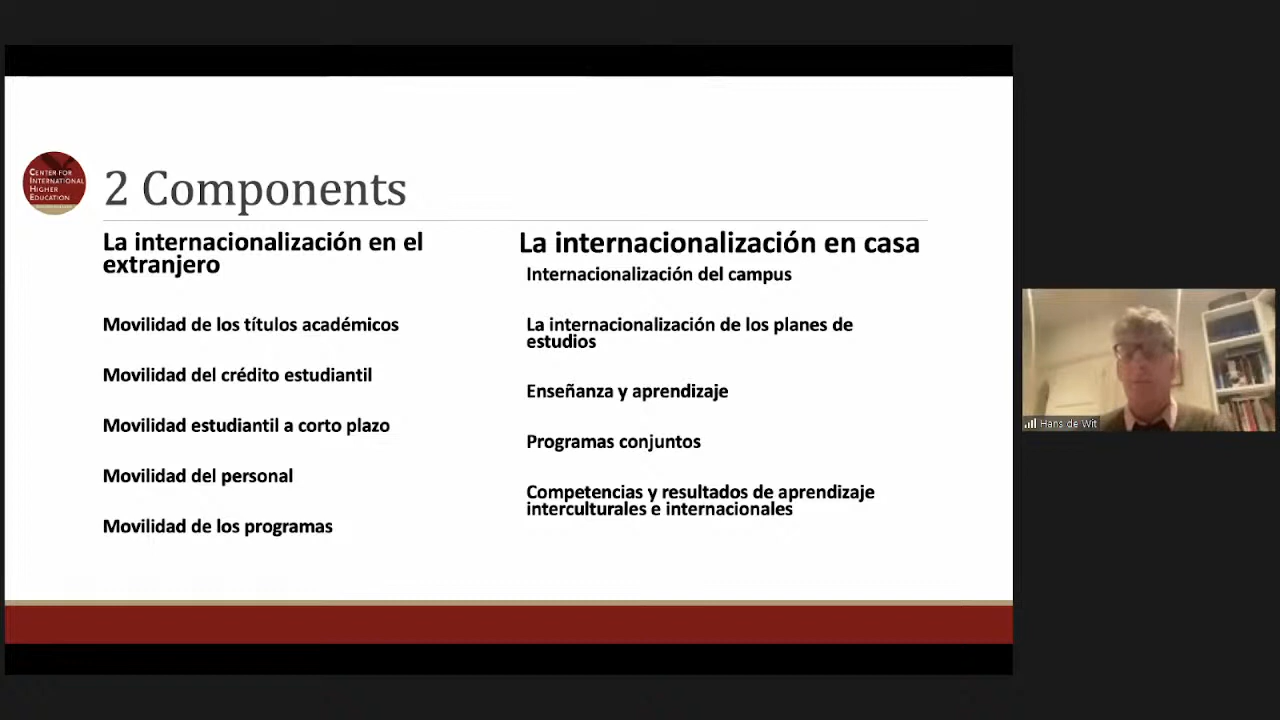 CENTER FOR
INTERNATIONAL
HIGHER
EDUCATION
2 Components
La internacionalización en el
extranjero
Movilidad de los títulos académicos
Movilidad del crédito estudiantil
Movilidad estudiantil a corto plazo
Movilidad del personal
Movilidad de los programas
La internacionalización en casa
Internacionalización del campus
La internacionalización de los planes de
estudios
Enseñanza y aprendizaje
Programas conjuntos
Competencias y resultados de aprendizaje
interculturales e internacionales
Hans de Wit